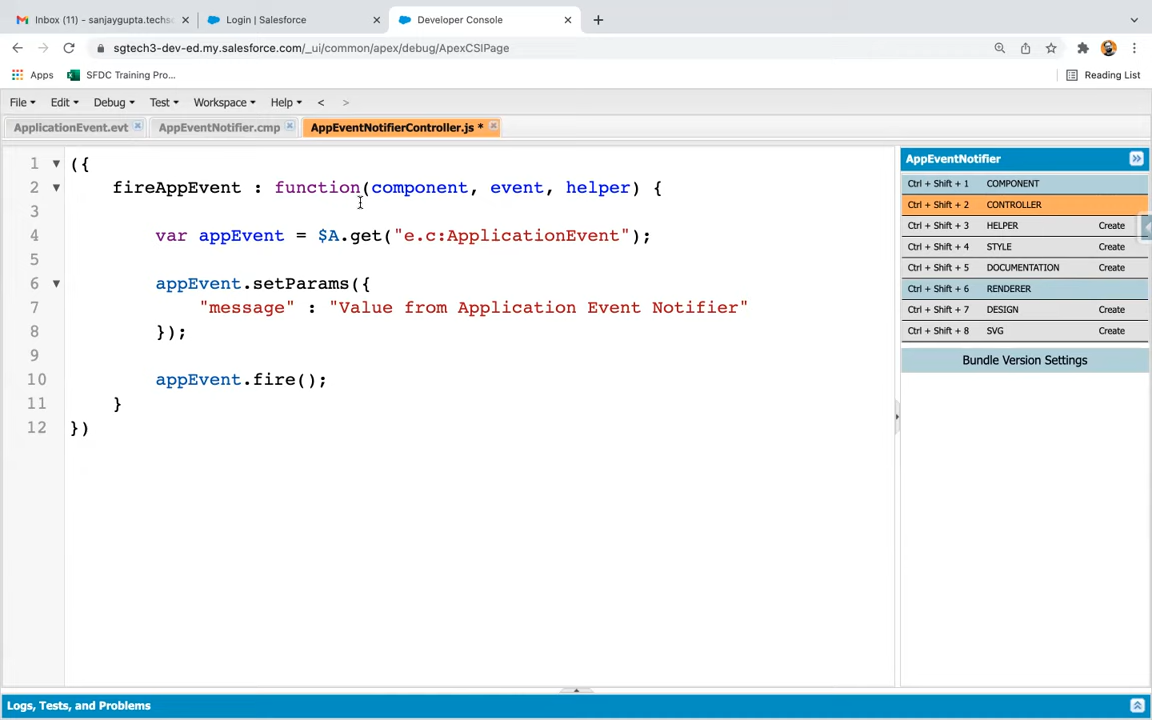 Inbox (11) - sanjaygupta.techsc
Login | Salesforce
Developer Console
sgtech3-dev-ed.my.salesforce.com/_ui/common/apex/debug/ApexCSIPage
Apps
SFDC Training Pro...
Reading List
File
Edit
Debug
Test
Workspace
Help
<
>
ApplicationEvent.evt
AppEventNotifier.cmp
AppEventNotifierController.js *
1 ({
2 fireAppEvent : function(component, event, helper) {
3
4 var appEvent = $A.get("e.c:ApplicationEvent");
5
6 appEvent.setParams({
7 "message" : "Value from Application Event Notifier"
8 });
9
10 appEvent.fire();
11 }
12 })
AppEventNotifier
Ctrl + Shift + 1 COMPONENT
Ctrl + Shift + 2 CONTROLLER
Ctrl + Shift + 3 HELPER Create
Ctrl + Shift + 4 STYLE Create
Ctrl + Shift + 5 DOCUMENTATION Create
Ctrl + Shift + 6 RENDERER
Ctrl + Shift + 7 DESIGN Create
Ctrl + Shift + 8 SVG Create
Bundle Version Settings
Logs, Tests, and Problems